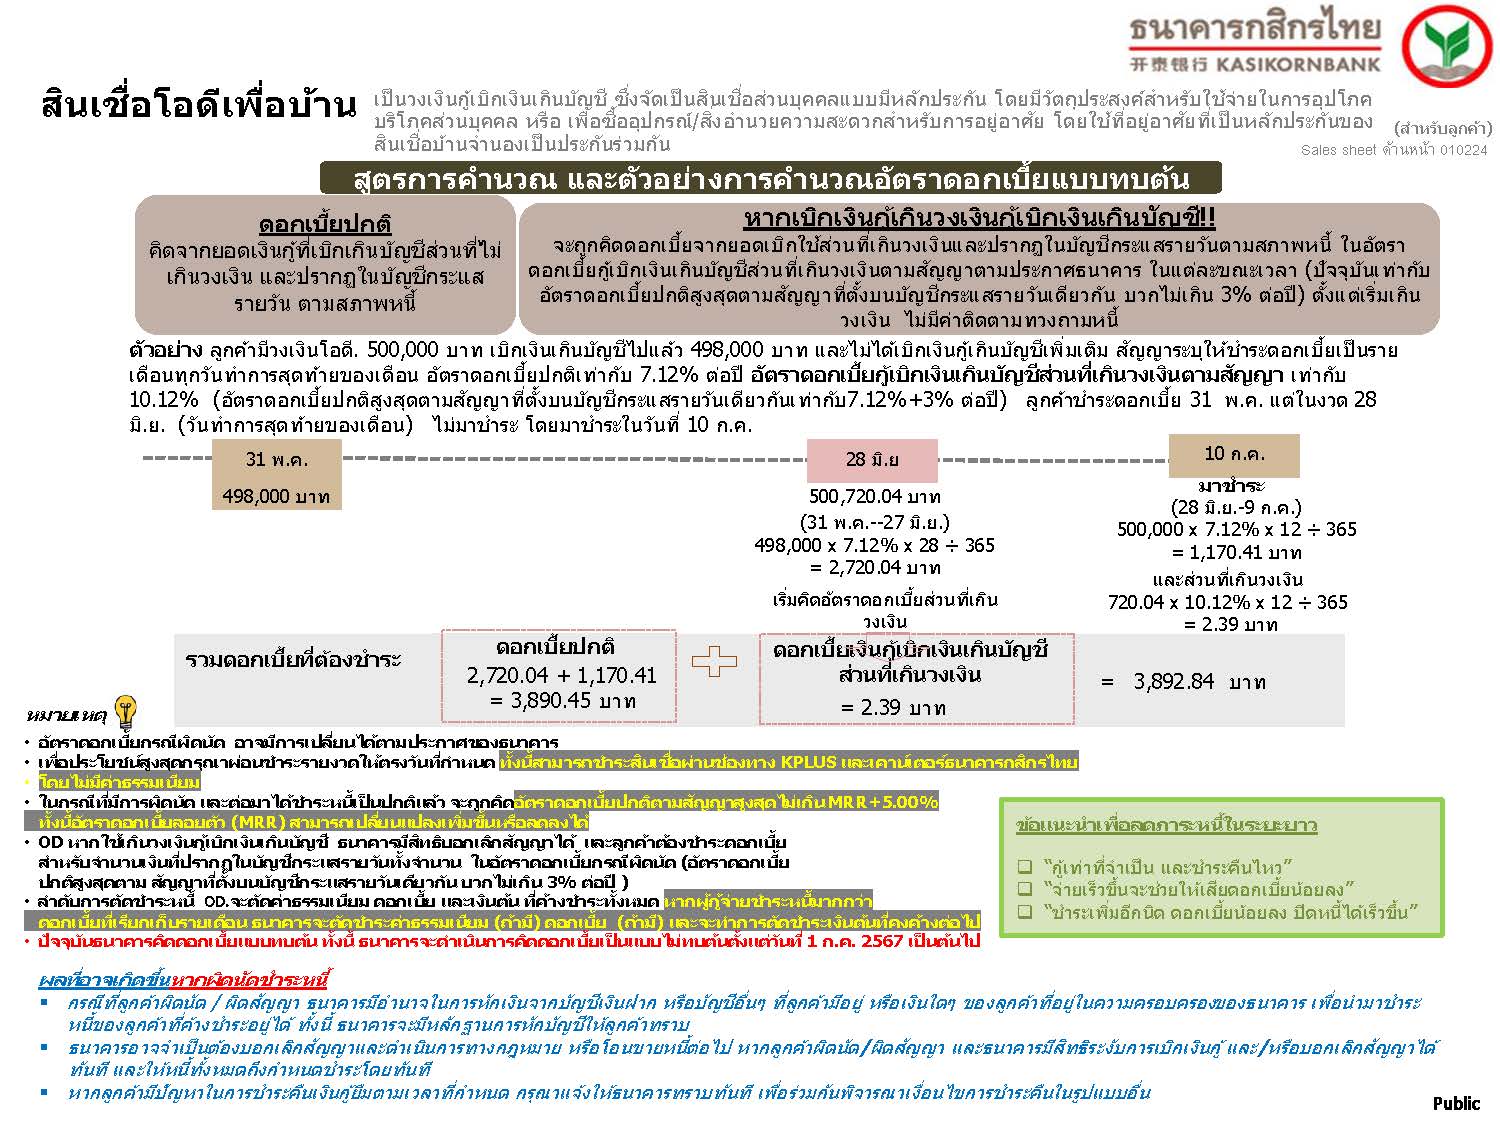 ธนาคารกสิกรไทย
开泰银行 KASIKORNBANK
สินเชื่อโอดีเพื่อบ้าน
เป็นวงเงินกู้เบิกเงินเกินบัญชี ซึ่งจัดเป็นสินเชื่อส่วนบุคคลแบบมีหลักประกัน โดยมีวัตถุประสงค์สำหรับใช้จ่ายในการอุปโภค
บริโภคส่วนบุคคล หรือ เพื่อซื้ออุปกรณ์/สิ่งอำนวยความสะดวกสำหรับการอยู่อาศัย โดยใช้ที่อยู่อาศัยที่เป็นหลักประกันของ
สินเชื่อบ้านจำนองเป็นประกันร่วมกัน
(สำหรับลูกค้า)
Sales sheet ด้านหน้า 010224
สูตรการคำนวณ และตัวอย่างการคำนวณอัตราดอกเบี้ยแบบทบต้น
ดอกเบี้ยปกติ
คิดจากยอดเงินกู้ที่เบิกเกินบัญชีส่วนที่ไม่
เกินวงเงิน และปรากฏในบัญชีกระแส
รายวัน ตามสภาพหนี้
หากเบิกเงินกู้เกินวงเงินกู้เบิกเงินเกินบัญชี!!
จะถูกคิดดอกเบี้ยจากยอดเบิกใช้ส่วนที่เกินวงเงินและปรากฏในบัญชีกระแสรายวันตามสภาพหนี้ ในอัตรา
ดอกเบี้ยกู้เบิกเงินเกินบัญชีส่วนที่เกินวงเงินตามสัญญาตามประกาศธนาคาร ในแต่ละขณะเวลา (ปัจจุบันเท่ากับ
อัตราดอกเบี้ยปกติสูงสุดตามสัญญาที่ตั้งบนบัญชีกระแสรายวันเดียวกัน บวกไม่เกิน 3% ต่อปี) ตั้งแต่เริ่มเกิน
วงเงิน ไม่มีค่าติดตามทวงถามหนี้
ตัวอย่าง ลูกค้ามีวงเงินโอดี. 500,000 บาท เบิกเงินเกินบัญชีไปแล้ว 498,000 บาท และไม่ได้เบิกเงินกู้เกินบัญชีเพิ่มเติม สัญญาระบุให้ชำระดอกเบี้ยเป็นราย
เดือนทุกวันทำการสุดท้ายของเดือน อัตราดอกเบี้ยปกติเท่ากับ 7.12% ต่อปี อัตราดอกเบี้ยกู้เบิกเงินเกินบัญชีส่วนที่เกินวงเงินตามสัญญา เท่ากับ
10.12% (อัตราดอกเบี้ยปกติสูงสุดตามสัญญาที่ตั้งบนบัญชีกระแสรายวันเดียวกันเท่ากับ7.12%+3% ต่อปี) ลูกค้าชำระดอกเบี้ย 31 พ.ค. แต่ในงวด 28
มิ.ย. (วันทำการสุดท้ายของเดือน) ไม่มาชำระ โดยมาชำระในวันที่ 10 ก.ค.
31 พ.ค.
498,000 บาท
28 มิ.ย
500,720.04 บาท
(31 พ.ค.--27 มิ.ย.)
498,000 x 7.12% x 28 ÷ 365
= 2,720.04 บาท
เริ่มคิดอัตราดอกเบี้ยส่วนที่เกิน
วงเงิน
10 ก.ค.
มาชำระ
(28 มิ.ย.-9 ก.ค.)
500,000 x 7.12% x 12 ÷ 365
= 1,170.41 บาท
และส่วนที่เกินวงเงิน
720.04 x 10.12% x 12 ÷ 365
= 2.39 บาท
รวมดอกเบี้ยที่ต้องชำระ
ดอกเบี้ยปกติ
2,720.04 + 1,170.41
= 3,890.45 บาท
ดอกเบี้ยเงินกู้เบิกเงินเกินบัญชี
ส่วนที่เกินวงเงิน
= 2.39 บาท
= 3,892.84 บาท
หมายเหตุ
• อัตราดอกเบี้ยกรณีผิดนัด อาจมีการเปลี่ยนได้ตามประกาศของธนาคาร
• เพื่อประโยชน์สูงสุดกรุณาผ่อนชำระรายงวดให้ตรงวันที่กำหนด ทั้งนี้สามารถชำระสินเชื่อผ่านช่องทาง KPLUS และเคาน์เตอร์ธนาคารกสิกรไทย
• โดยไม่มีค่าธรรมเนียม
• ในกรณีที่มีการผิดนัด และต่อมาได้ชำระหนี้เป็นปกติแล้ว จะถูกคิดอัตราดอกเบี้ยปกติตามสัญญาสูงสุดไม่เกิน MRR+5.00%
ทั้งนี้อัตราดอกเบี้ยลอยตัว (MRR) สามารถเปลี่ยนแปลงเพิ่มขึ้นหรือลดลงได้
• OD หากใช้เกินวงเงินกู้เบิกเงินเกินบัญชี ธนาคารมีสิทธิบอกเลิกสัญญาได้ และลูกค้าต้องชำระดอกเบี้ย
สำหรับจำนวนเงินที่ปรากฏในบัญชีกระแสรายวันทั้งจำนวน ในอัตราดอกเบี้ยกรณีผิดนัด (อัตราดอกเบี้ย
ปกติสูงสุดตาม สัญญาที่ตั้งบนบัญชีกระแสรายวันเดียวกัน บวกไม่เกิน 3% ต่อปี )
• ลำดับการตัดชำระหนี้ OD.จะตัดค่าธรรมเนียม ดอกเบี้ย และเงินต้น ที่ค้างชำระทั้งหมด หากผู้กู้จ่ายชำระหนี้มากกว่า
ดอกเบี้ยที่เรียกเก็บรายเดือน ธนาคารจะตัดชำระค่าธรรมเนียม (ถ้ามี) ดอกเบี้ย (ถ้ามี) และจะทำการตัดชำระเงินต้นที่คงค้างต่อไป
• ปัจจุบันธนาคารคิดดอกเบี้ยแบบทบต้น ทั้งนี้ ธนาคารจะดำเนินการคิดดอกเบี้ยเป็นแบบไม่ทบต้นตั้งแต่วันที่ 1 ก.ค. 2567 เป็นต้นไป
ข้อแนะนำเพื่อลดภาระหนี้ในระยะยาว
❑ “กู้เท่าที่จำเป็น และชำระคืนไหว”
❑ “จ่ายเร็วขึ้นจะช่วยให้เสียดอกเบี้ยน้อยลง”
❑ “ชำระเพิ่มอีกนิด ดอกเบี้ยน้อยลง ปิดหนี้ได้เร็วขึ้น”
ผลที่อาจเกิดขึ้นหากผิดนัดชำระหนี้
▪ กรณีที่ลูกค้าผิดนัด / ผิดสัญญา ธนาคารมีอำนาจในการหักเงินจากบัญชีเงินฝาก หรือบัญชีอื่นๆ ที่ลูกค้ามีอยู่ หรือเงินใดๆ ของลูกค้าที่อยู่ในความครอบครองของธนาคาร เพื่อนำมาชำระ
หนี้ของลูกค้าที่ค้างชำระอยู่ได้ ทั้งนี้ ธนาคารจะมีหลักฐานการหักบัญชีให้ลูกค้าทราบ
▪ ธนาคารอาจจำเป็นต้องบอกเลิกสัญญาและดำเนินการทางกฎหมาย หรือโอนขายหนี้ต่อไป หากลูกค้าผิดนัด/ผิดสัญญา และธนาคารมีสิทธิระงับการเบิกเงินกู้ และ/หรือบอกเลิกสัญญาได้
ทันที และให้หนี้ทั้งหมดถึงกำหนดชำระโดยทันที
▪ หากลูกค้ามีปัญหาในการชำระคืนเงินกู้ยืมตามเวลาที่กำหนด กรุณาแจ้งให้ธนาคารทราบทันที เพื่อร่วมกันพิจารณาเงื่อนไขการชำระคืนในรูปแบบอื่น
Public